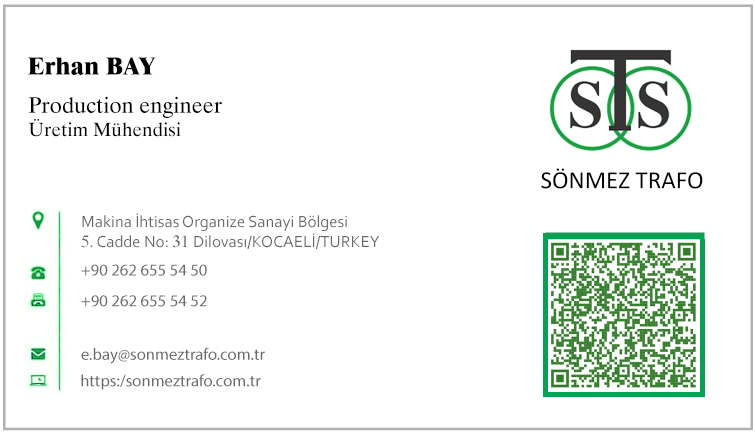 Erhan BAY
Production engineer
Üretim Mühendisi
STS
SÖNMEZ TRAFO
Makina İhtisas Organize Sanayi Bölgesi
5. Cadde No: 31 Dilovası/KOCAELİ/TURKEY
+90 262 655 54 50
+90 262 655 54 52
e.bay@sonmeztrafo.com.tr
https:/sonmeztrafo.com.tr